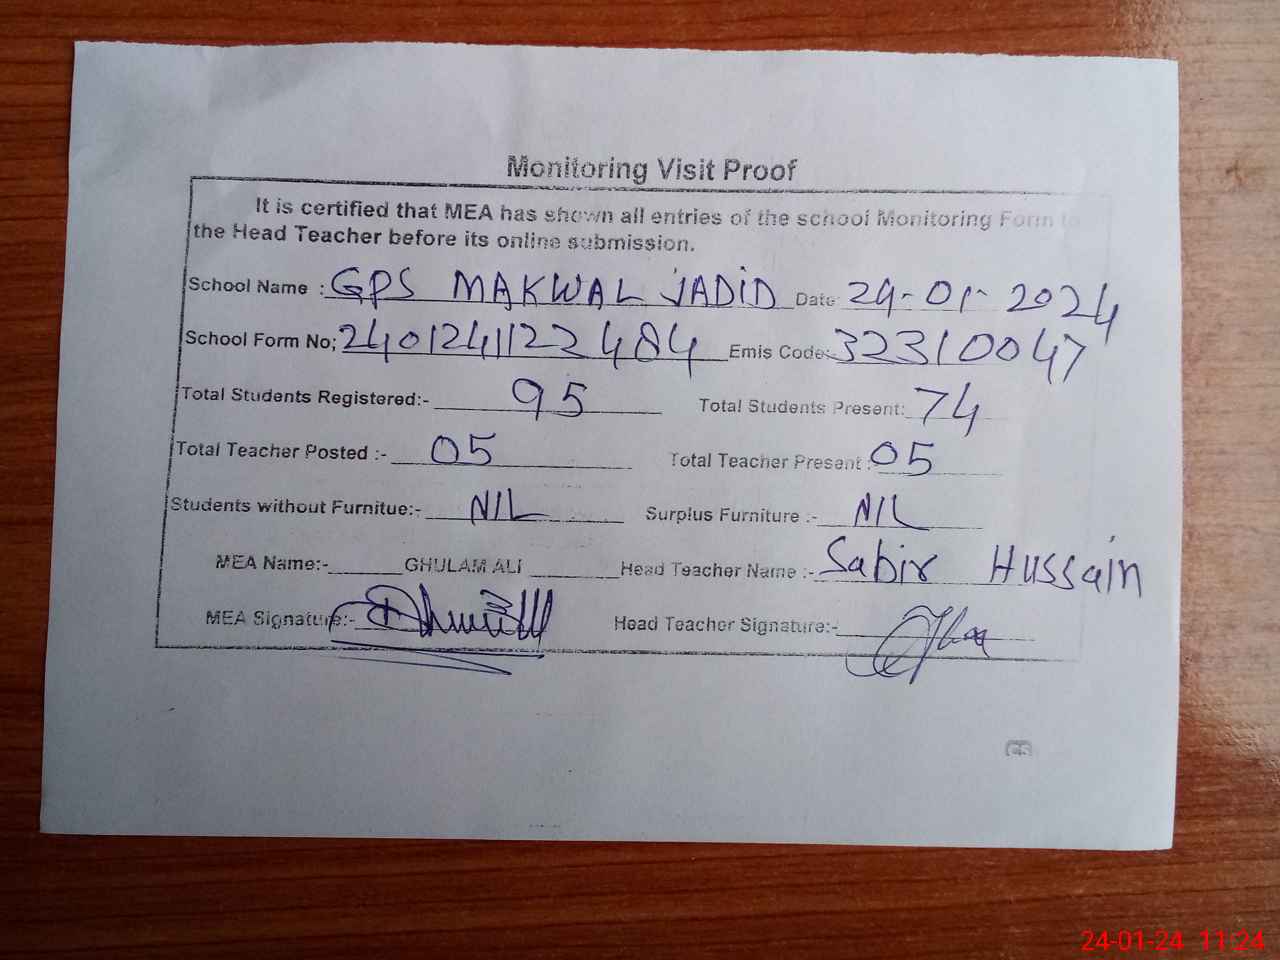 Monitoring Visit Proof
It is certified that MEA has shown all entries of the school Monitoring Form to
the Head Teacher before its online submission.
School Name : GPS MAKWAL JADID Date 24-01-2024
School Form No; 2401241122484 Emis Code:- 32310047
Total Students Registered:- 95 Total Students Present: 74
Total Teacher Posted :- 05 Total Teacher Present : 05
Students without Furnitue:- NIL Surplus Furniture :- NIL
MEA Name:- GHULAM ALI Head Teacher Name :- Sabir Hussain
MEA Signature:- Head Teacher Signature:-
CS
24-01-24 11:24